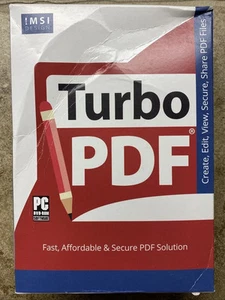 IMSI
DESIGN
Create, Edit, View, Secure, Share PDF Files
Turbo
PDF®
PC
DVD-ROM
SOFTWARE
Fast, Affordable & Secure PDF Solution